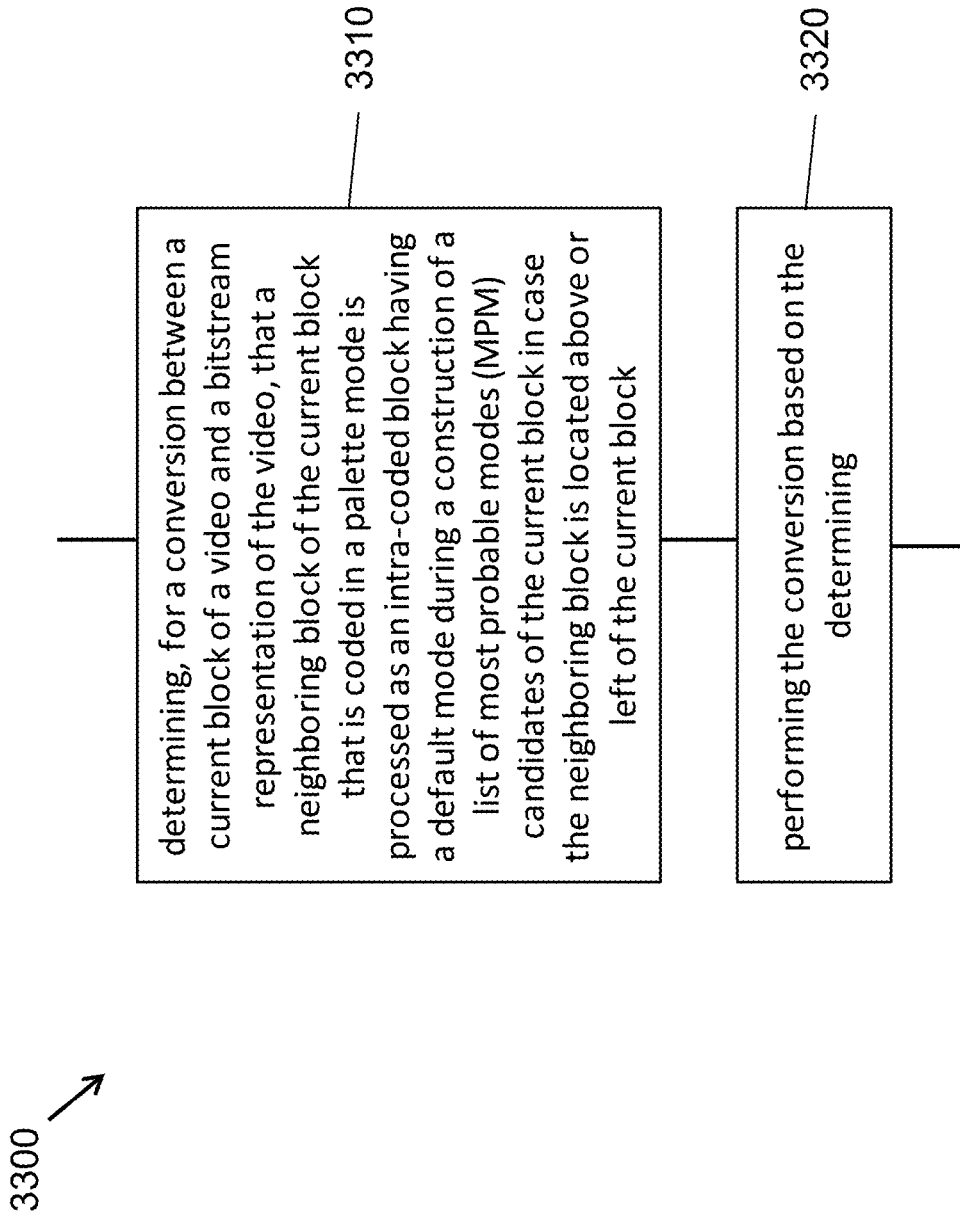 3300
determining, for a conversion between a
current block of a video and a bitstream
representation of the video, that a
neighboring block of the current block
that is coded in a palette mode is
processed as an intra-coded block having
a default mode during a construction of a
list of most probable modes (MPM)
candidates of the current block in case
the neighboring block is located above or
left of the current block
3310
performing the conversion based on the
determining
3320